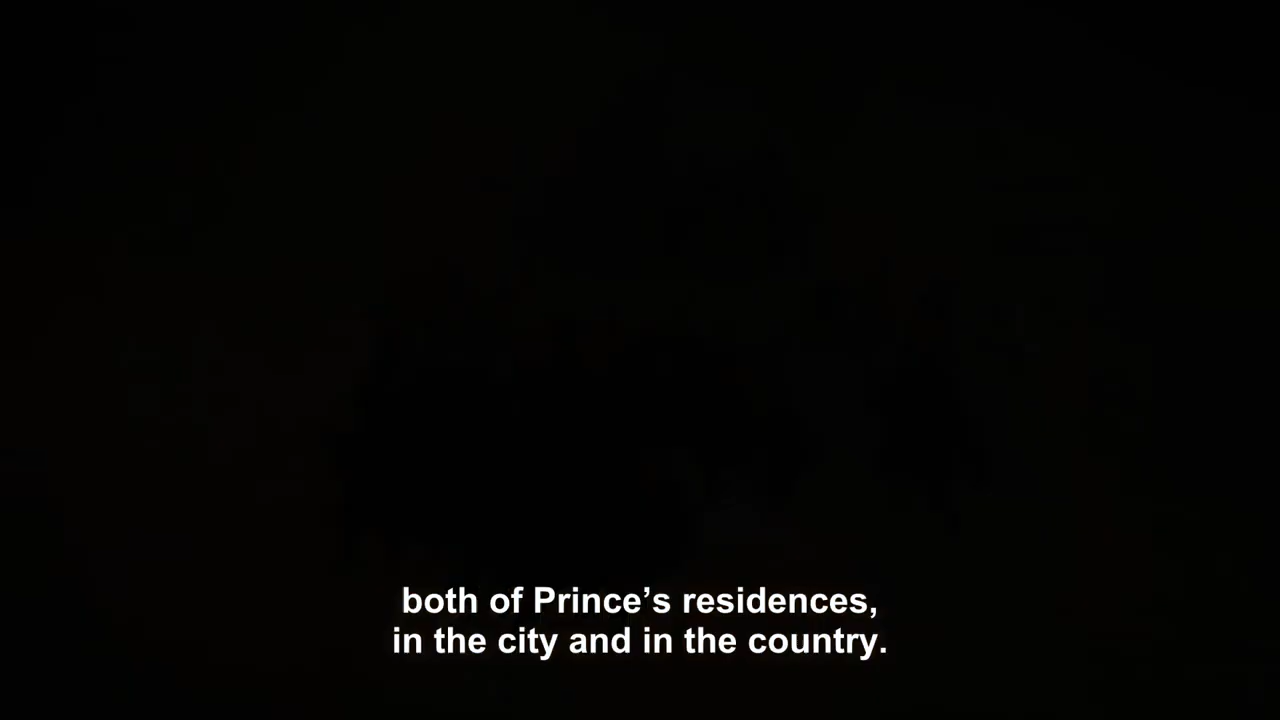 both of Prince’s residences,
in the city and in the country.